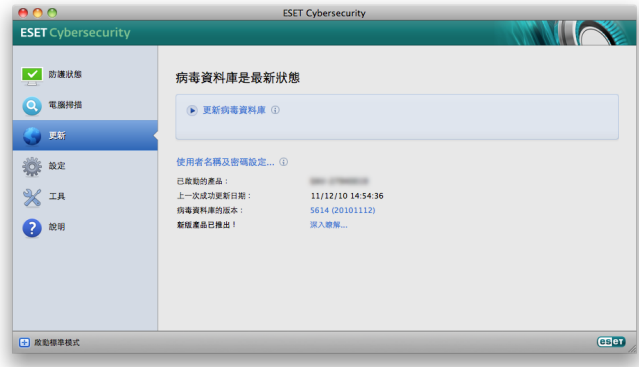 ESET Cybersecurity
ESET Cybersecurity
防護狀態
電腦掃描
更新
設定
工具
說明
病毒資料庫是最新狀態
更新病毒資料庫
使用者名稱及密碼設定...
已啟動的產品：
上一次成功更新日期： 11/12/10 14:54:36
病毒資料庫的版本： 5614 (20101112)
新版產品已推出！ 深入瞭解...
啟動標準模式
eseT